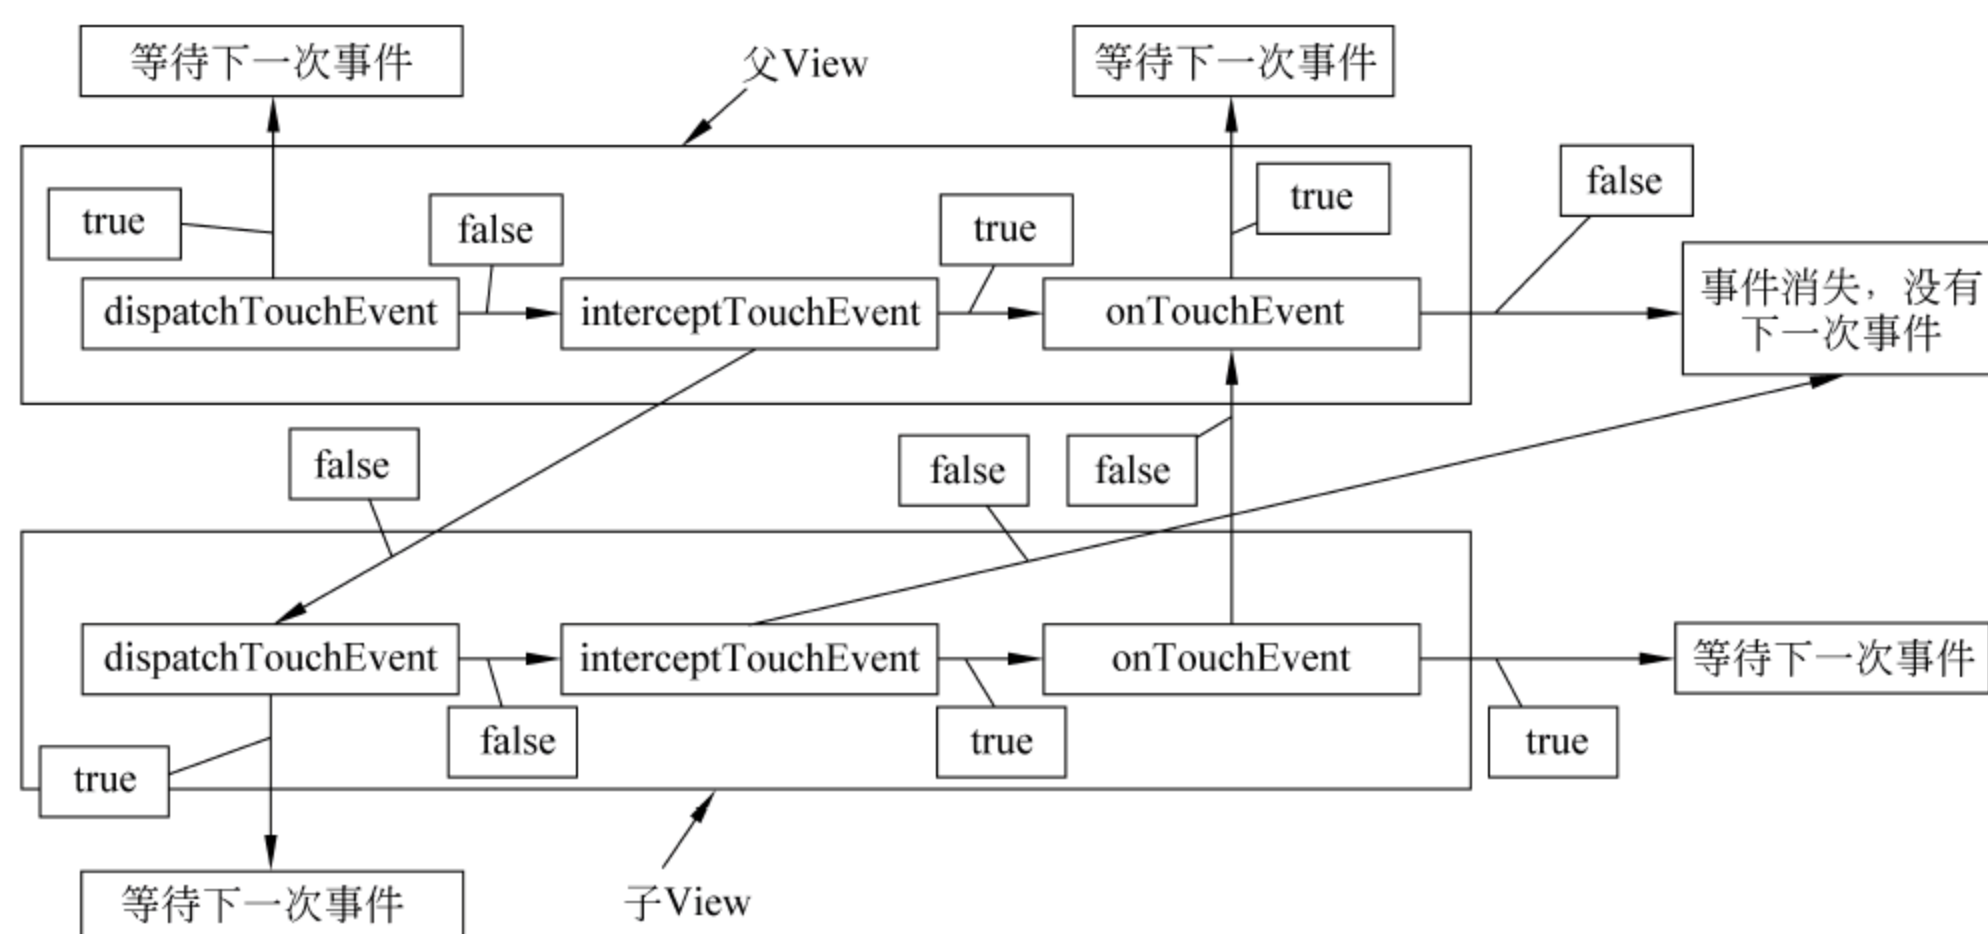 等待下一次事件
父View
等待下一次事件
true
false
true
true
false
dispatchTouchEvent
interceptTouchEvent
onTouchEvent
事件消失，没有
下一次事件
false
false
false
dispatchTouchEvent
interceptTouchEvent
onTouchEvent
等待下一次事件
true
false
true
true
等待下一次事件
子View